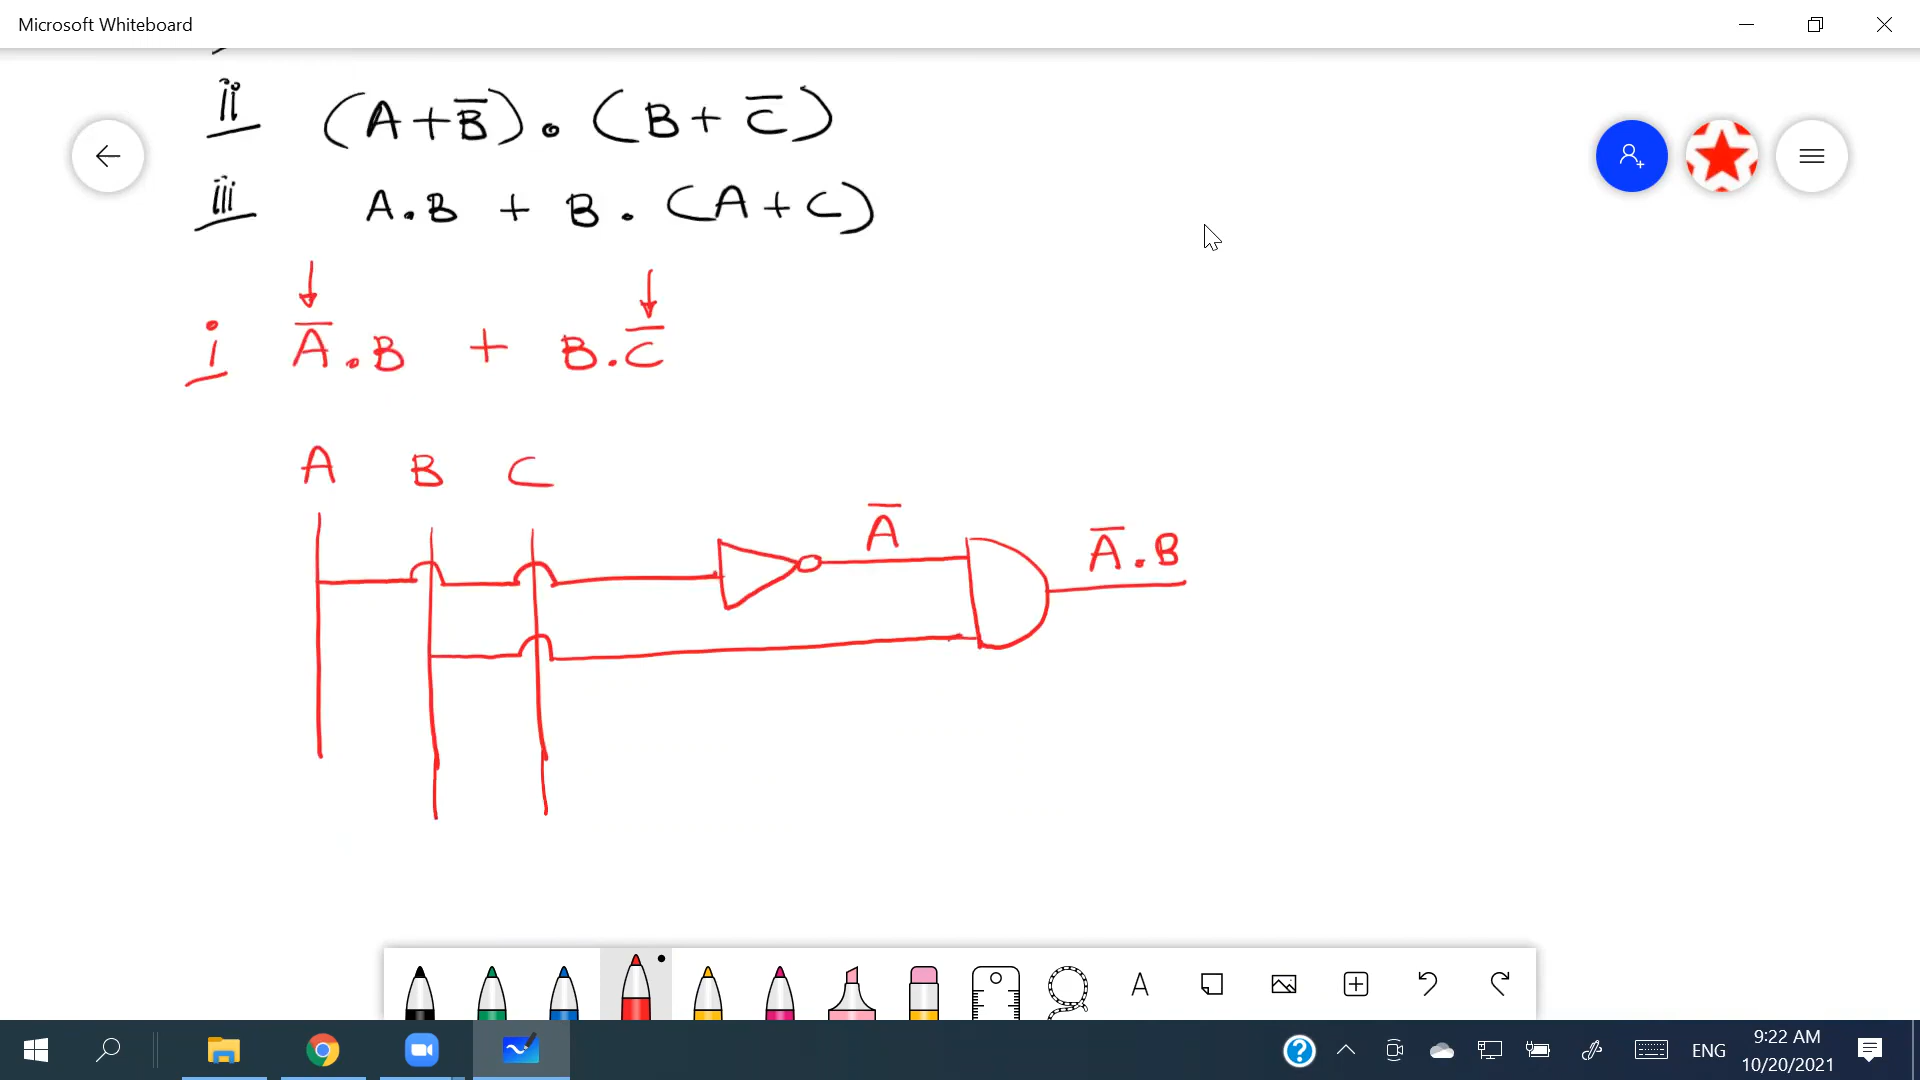 Microsoft Whiteboard
ii (A+B̅).(B+C̅)
iii A.B + B.(A+C)
i A̅.B + B.C̅
A B C
A̅
A̅.B
A
ENG
9:22 AM
10/20/2021